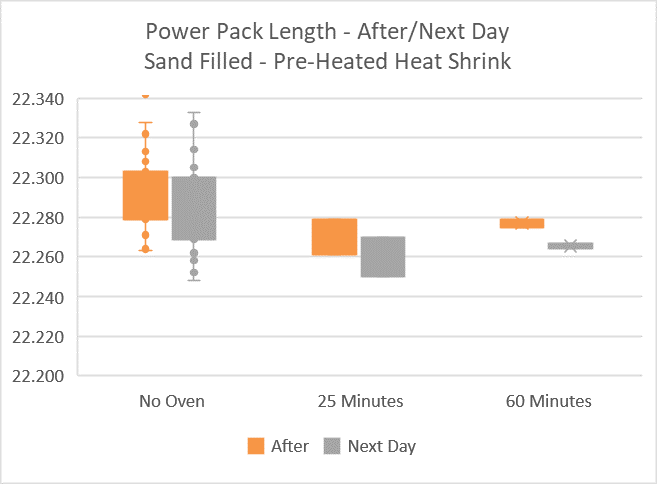 Power Pack Length - After/Next Day
Sand Filled - Pre-Heated Heat Shrink
22.340
22.320
22.300
22.280
22.260
22.240
22.220
22.200
No Oven 25 Minutes 60 Minutes
After Next Day